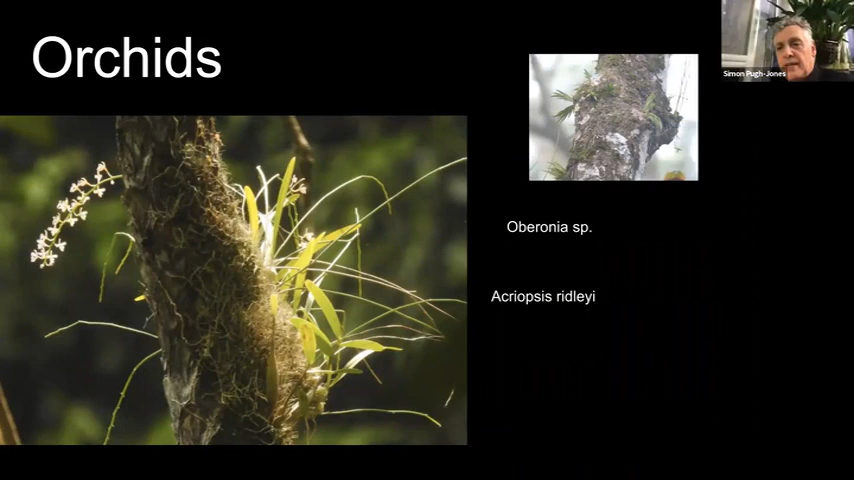 Orchids
Simon Pugh-Jones
Oberonia sp.
Acriopsis ridleyi